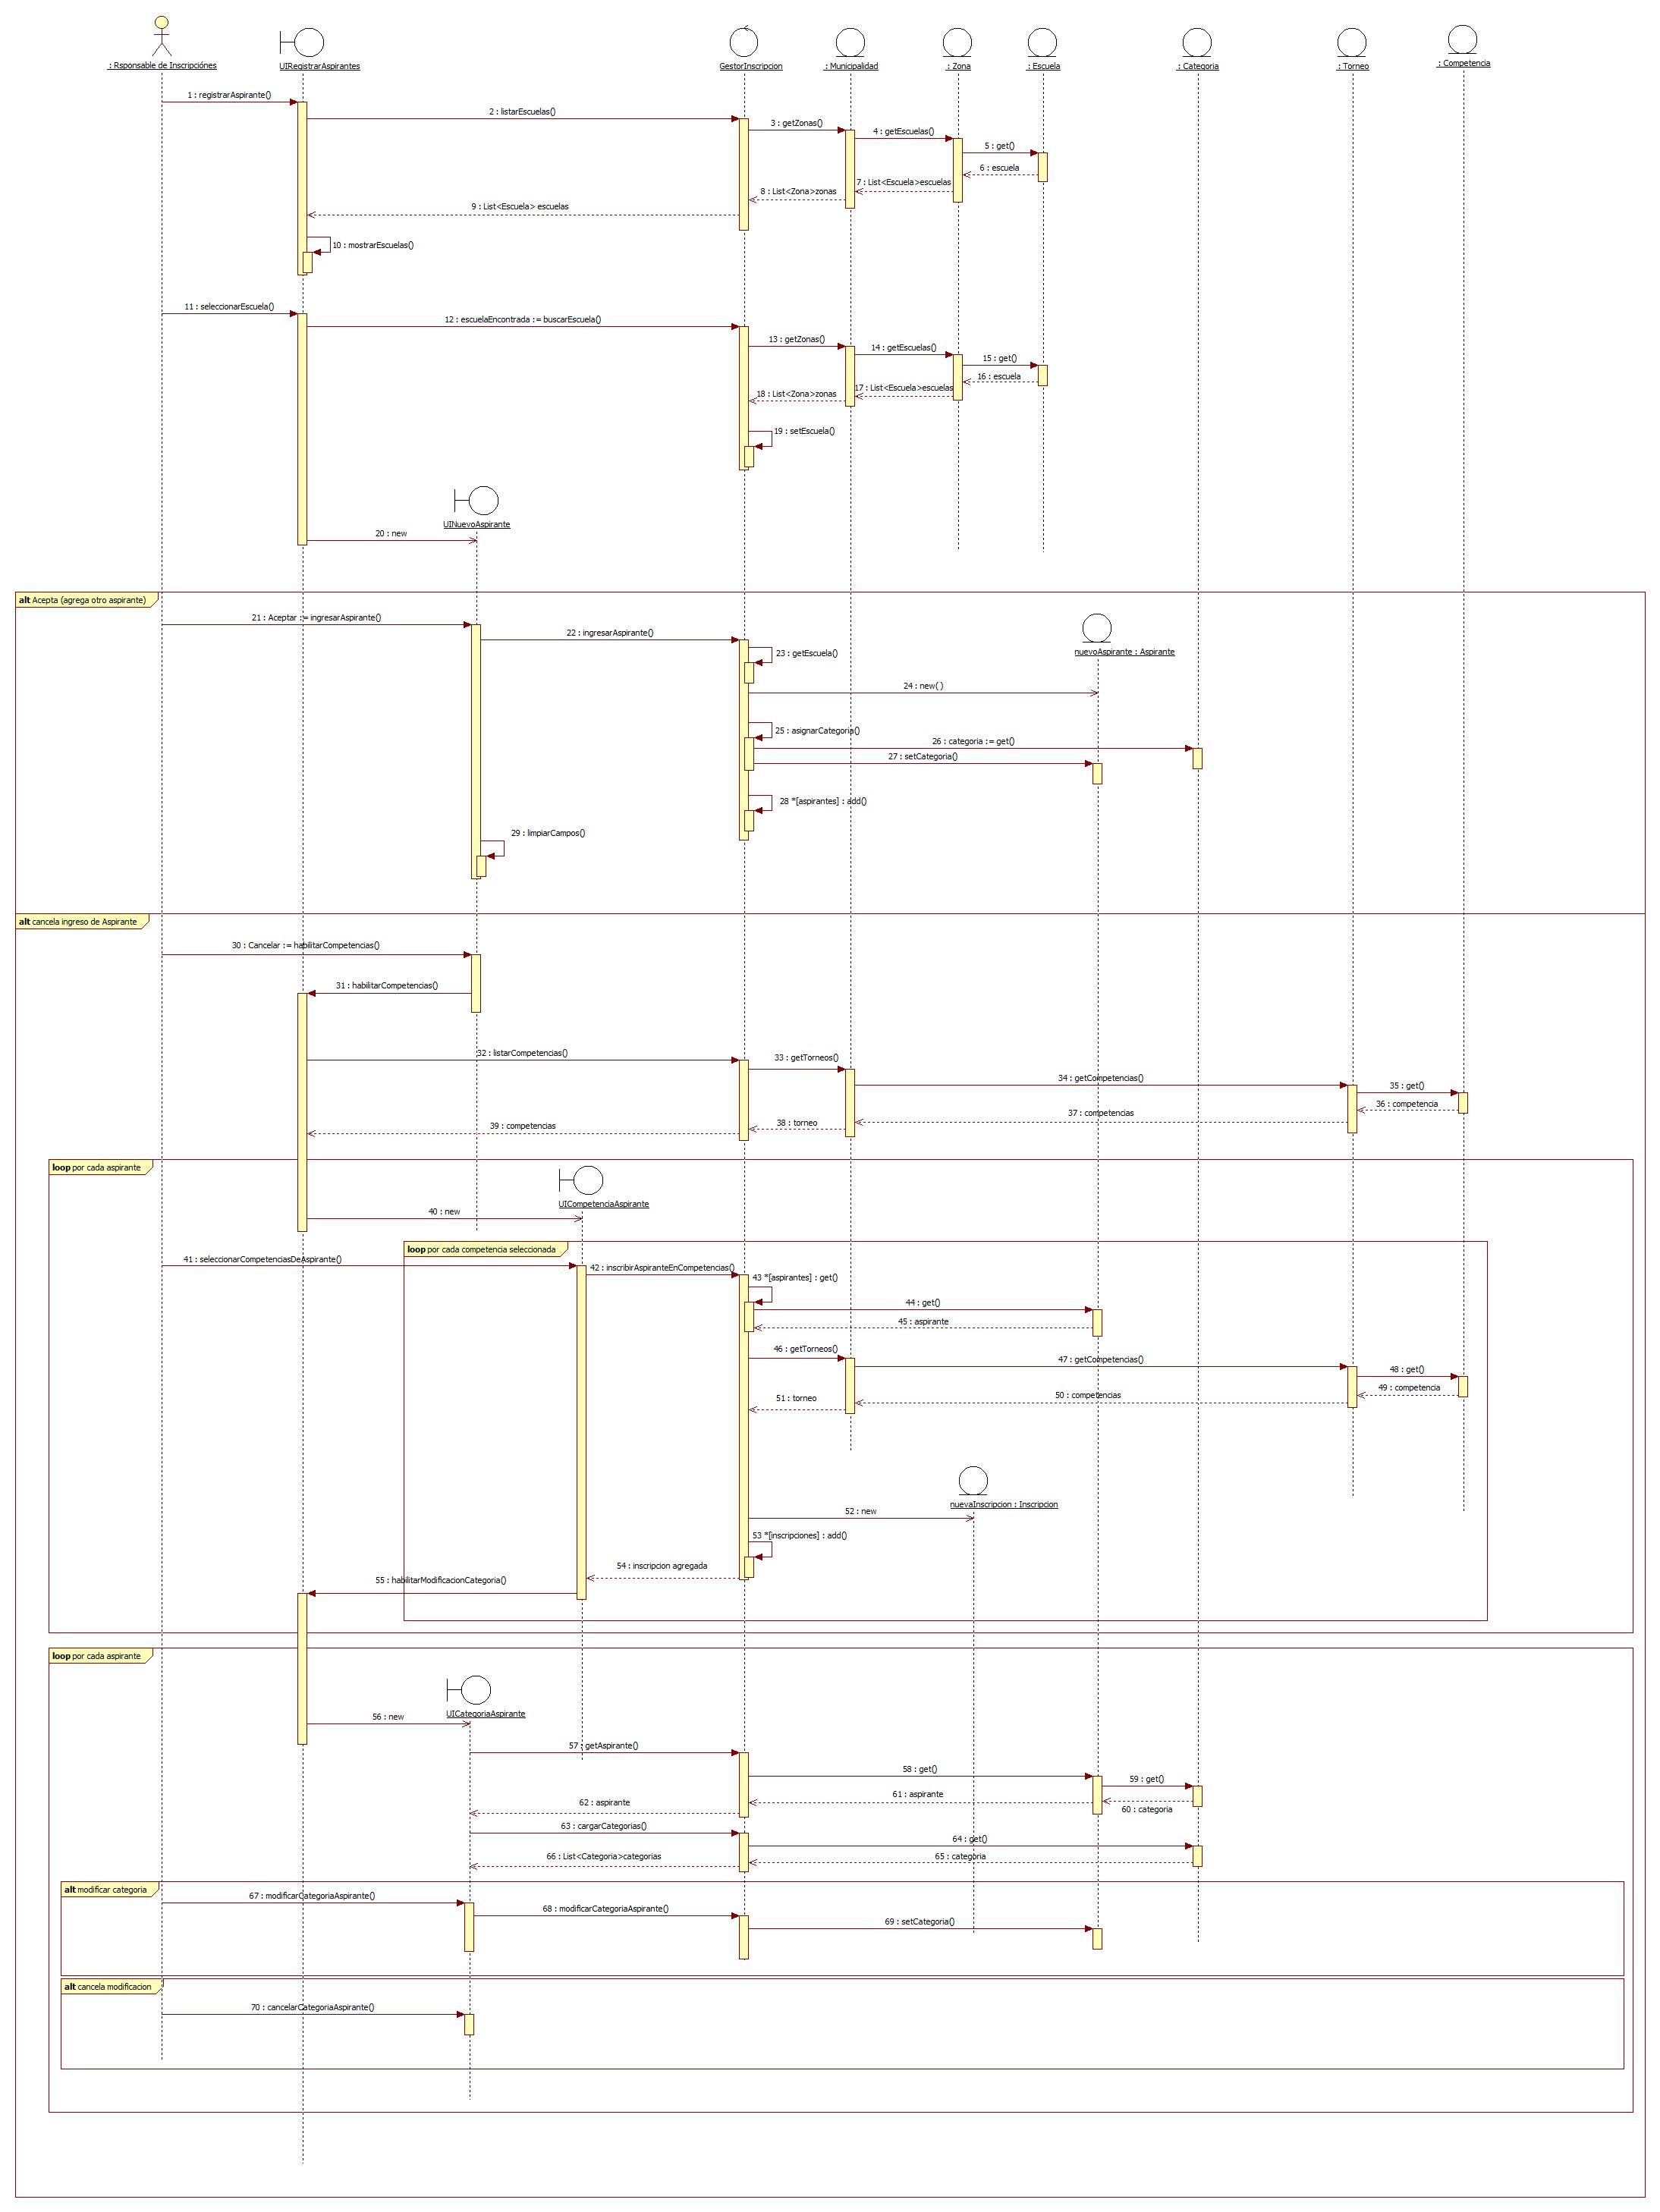 : Rsponsable de Inscripciónes
UIRegistrarAspirantes
GestorInscripcion
: Municipalidad
: Zona
: Escuela
: Categoria
: Torneo
: Competencia
1 : registrarAspirante()
2 : listarEscuelas()
3 : getZonas()
4 : getEscuelas()
5 : get()
6 : escuela
7 : List<Escuela>escuelas
8 : List<Zona>zonas
9 : List<Escuela> escuelas
10 : mostrarEscuelas()
11 : seleccionarEscuela()
12 : escuelaEncontrada := buscarEscuela()
13 : getZonas()
14 : getEscuelas()
15 : get()
16 : escuela
17 : List<Escuela>escuelas
18 : List<Zona>zonas
19 : setEscuela()
UINuevoAspirante
20 : new
alt Acepta (agrega otro aspirante)
21 : Aceptar := ingresarAspirante()
22 : ingresarAspirante()
23 : getEscuela()
nuevoAspirante : Aspirante
24 : new( )
25 : asignarCategoria()
26 : categoria := get()
27 : setCategoria()
28 *[aspirantes] : add()
29 : limpiarCampos()
alt cancela ingreso de Aspirante
30 : Cancelar := habilitarCompetencias()
31 : habilitarCompetencias()
32 : listarCompetencias()
33 : getTorneos()
34 : getCompetencias()
35 : get()
36 : competencia
37 : competencias
38 : torneo
39 : competencias
loop por cada aspirante
UICompetenciaAspirante
40 : new
loop por cada competencia seleccionada
41 : seleccionarCompetenciasDeAspirante()
42 : inscribirAspiranteEnCompetencias()
43 *[aspirantes] : get()
44 : get()
45 : aspirante
46 : getTorneos()
47 : getCompetencias()
48 : get()
49 : competencia
50 : competencias
51 : torneo
nuevaInscripcion : Inscripcion
52 : new
53 *[inscripciones] : add()
54 : inscripcion agregada
55 : habilitarModificacionCategoria()
loop por cada aspirante
UICategoriaAspirante
56 : new
57 : getAspirante()
58 : get()
59 : get()
60 : categoria
61 : aspirante
62 : aspirante
63 : cargarCategorias()
64 : get()
65 : categoria
66 : List<Categoria>categorias
alt modificar categoria
67 : modificarCategoriaAspirante()
68 : modificarCategoriaAspirante()
69 : setCategoria()
alt cancela modificacion
70 : cancelarCategoriaAspirante()